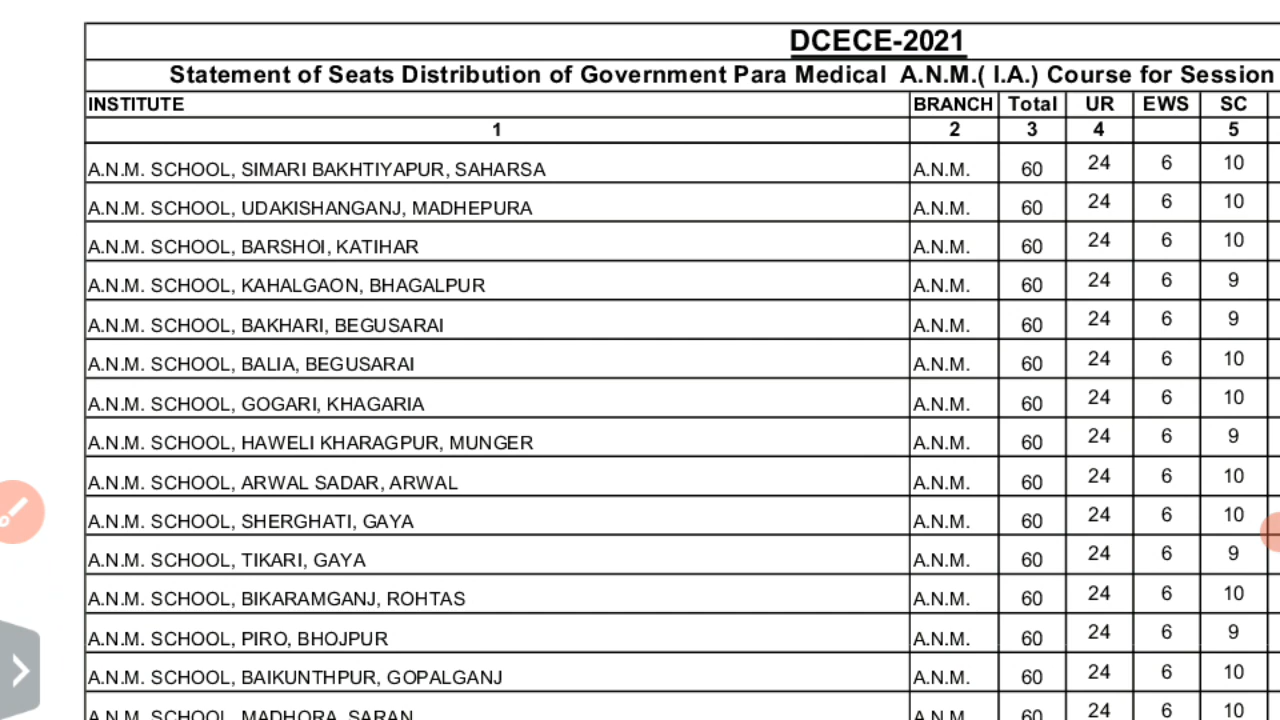 DCECE-2021
Statement of Seats Distribution of Government Para Medical A.N.M.( I.A.) Course for Session
INSTITUTE BRANCH Total UR EWS SC
1 2 3 4 5
A.N.M. SCHOOL, SIMARI BAKHTIYAPUR, SAHARSA A.N.M. 60 24 6 10
A.N.M. SCHOOL, UDAKISHANGANJ, MADHEPURA A.N.M. 60 24 6 10
A.N.M. SCHOOL, BARSHOI, KATIHAR A.N.M. 60 24 6 10
A.N.M. SCHOOL, KAHALGAON, BHAGALPUR A.N.M. 60 24 6 9
A.N.M. SCHOOL, BAKHARI, BEGUSARAI A.N.M. 60 24 6 9
A.N.M. SCHOOL, BALIA, BEGUSARAI A.N.M. 60 24 6 10
A.N.M. SCHOOL, GOGARI, KHAGARIA A.N.M. 60 24 6 10
A.N.M. SCHOOL, HAWELI KHARAGPUR, MUNGER A.N.M. 60 24 6 9
A.N.M. SCHOOL, ARWAL SADAR, ARWAL A.N.M. 60 24 6 10
A.N.M. SCHOOL, SHERGHATI, GAYA A.N.M. 60 24 6 10
A.N.M. SCHOOL, TIKARI, GAYA A.N.M. 60 24 6 9
A.N.M. SCHOOL, BIKARAMGANJ, ROHTAS A.N.M. 60 24 6 10
A.N.M. SCHOOL, PIRO, BHOJPUR A.N.M. 60 24 6 9
A.N.M. SCHOOL, BAIKUNTHPUR, GOPALGANJ A.N.M. 60 24 6 10
A.N.M. SCHOOL, MADHORA, SARAN A.N.M. 60 24 6 10